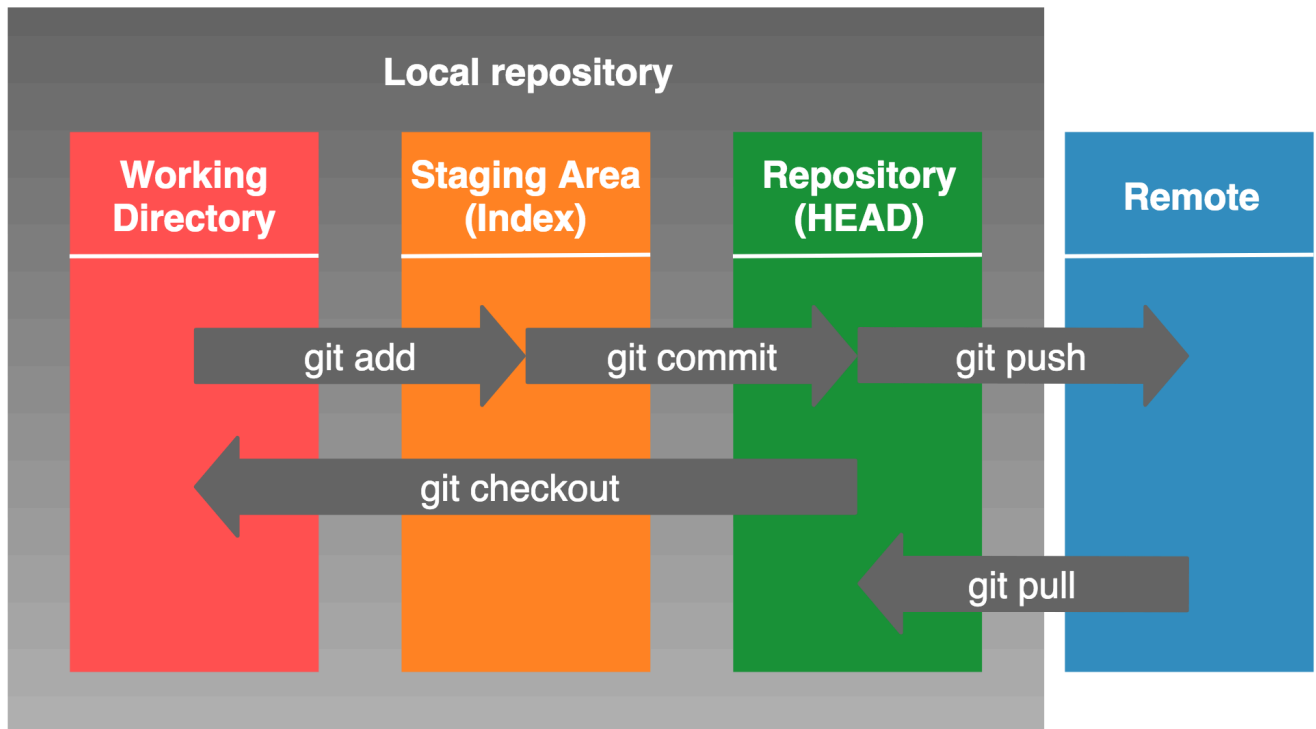 Local repository
Working
Directory
Staging Area
(Index)
Repository
(HEAD)
Remote
git add
git commit
git push
git checkout
git pull